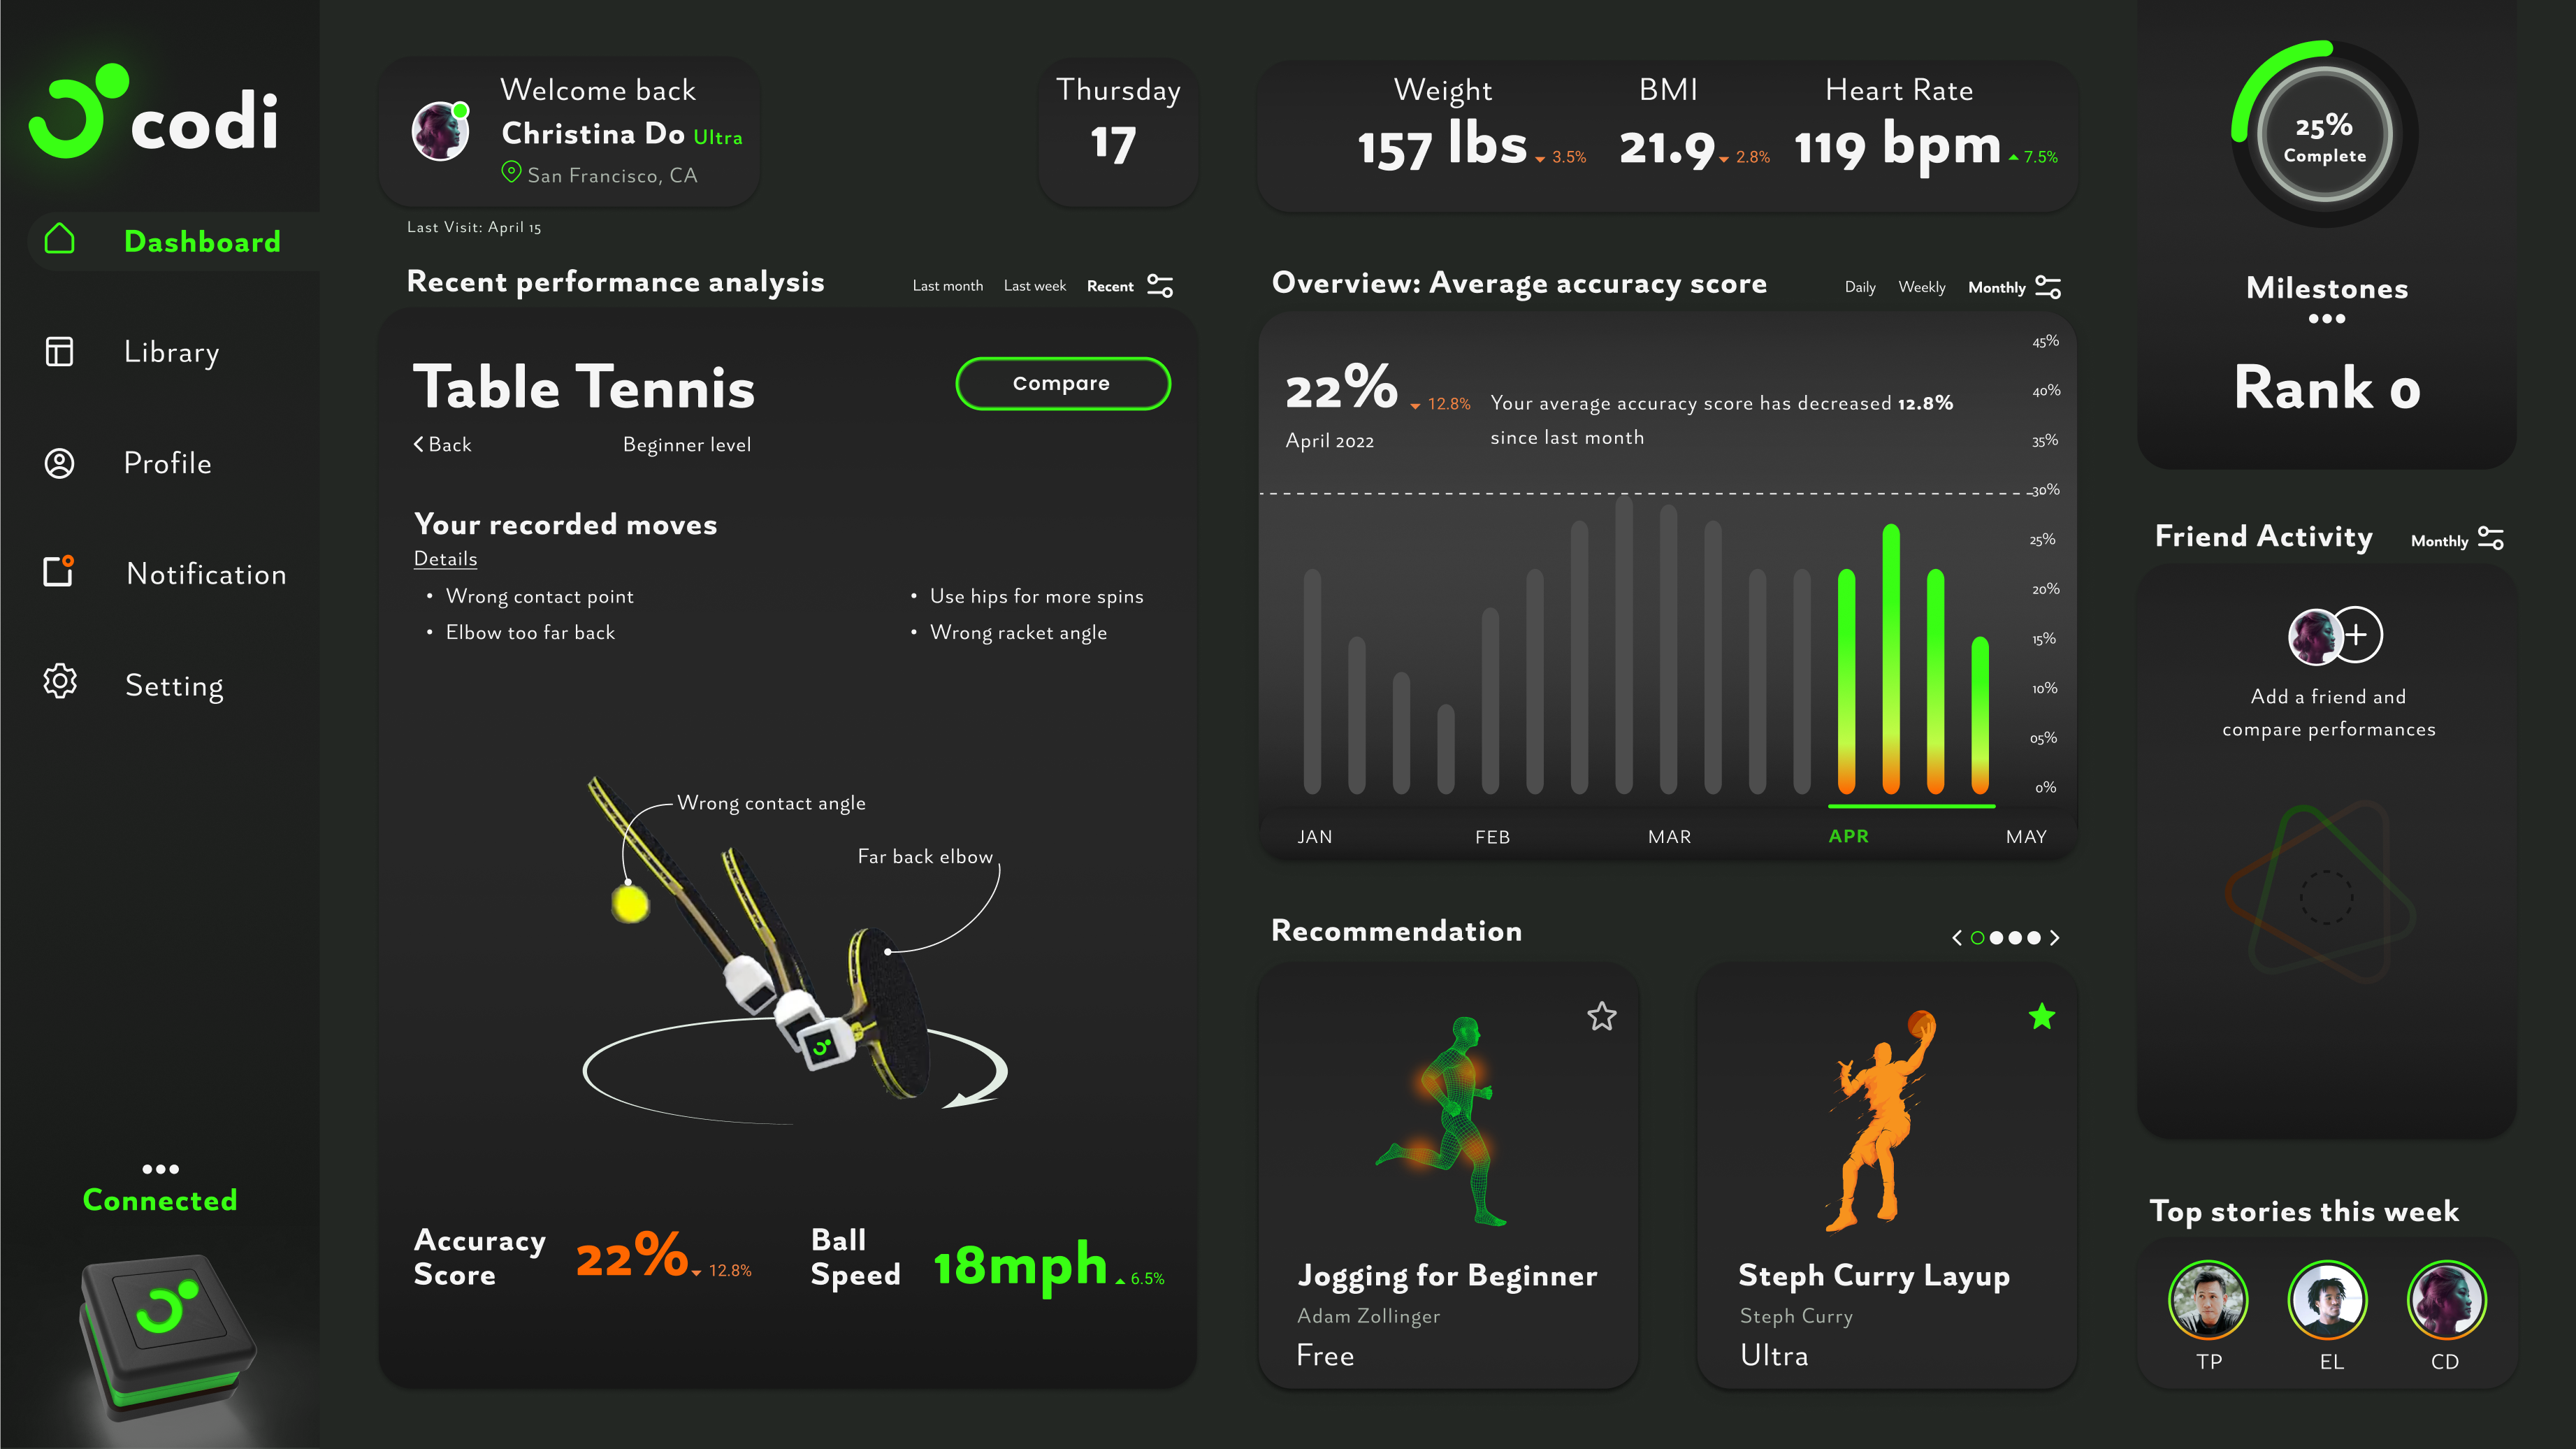 codi
Dashboard
Library
Profile
Notification
Setting
Connected
Welcome back
Christina Do Ultra
San Francisco, CA
Last Visit: April 15
Thursday
17
Weight
157 lbs 3.5%
BMI
21.9 2.8%
Heart Rate
119 bpm 7.5%
25%
Complete
Milestones
Rank 0
Recent performance analysis
Last month Last week Recent
Table Tennis
Compare
Back
Beginner level
Your recorded moves
Details
• Wrong contact point
• Elbow too far back
• Use hips for more spins
• Wrong racket angle
Wrong contact angle
Far back elbow
Accuracy
Score
22% 12.8%
Ball
Speed
18mph 6.5%
Overview: Average accuracy score
Daily Weekly Monthly
22% 12.8%
April 2022
Your average accuracy score has decreased 12.8%
since last month
45%
40%
35%
30%
25%
20%
15%
10%
05%
0%
JAN FEB MAR APR MAY
Recommendation
Jogging for Beginner
Adam Zollinger
Free
Steph Curry Layup
Steph Curry
Ultra
Friend Activity
Monthly
Add a friend and
compare performances
Top stories this week
TP EL CD